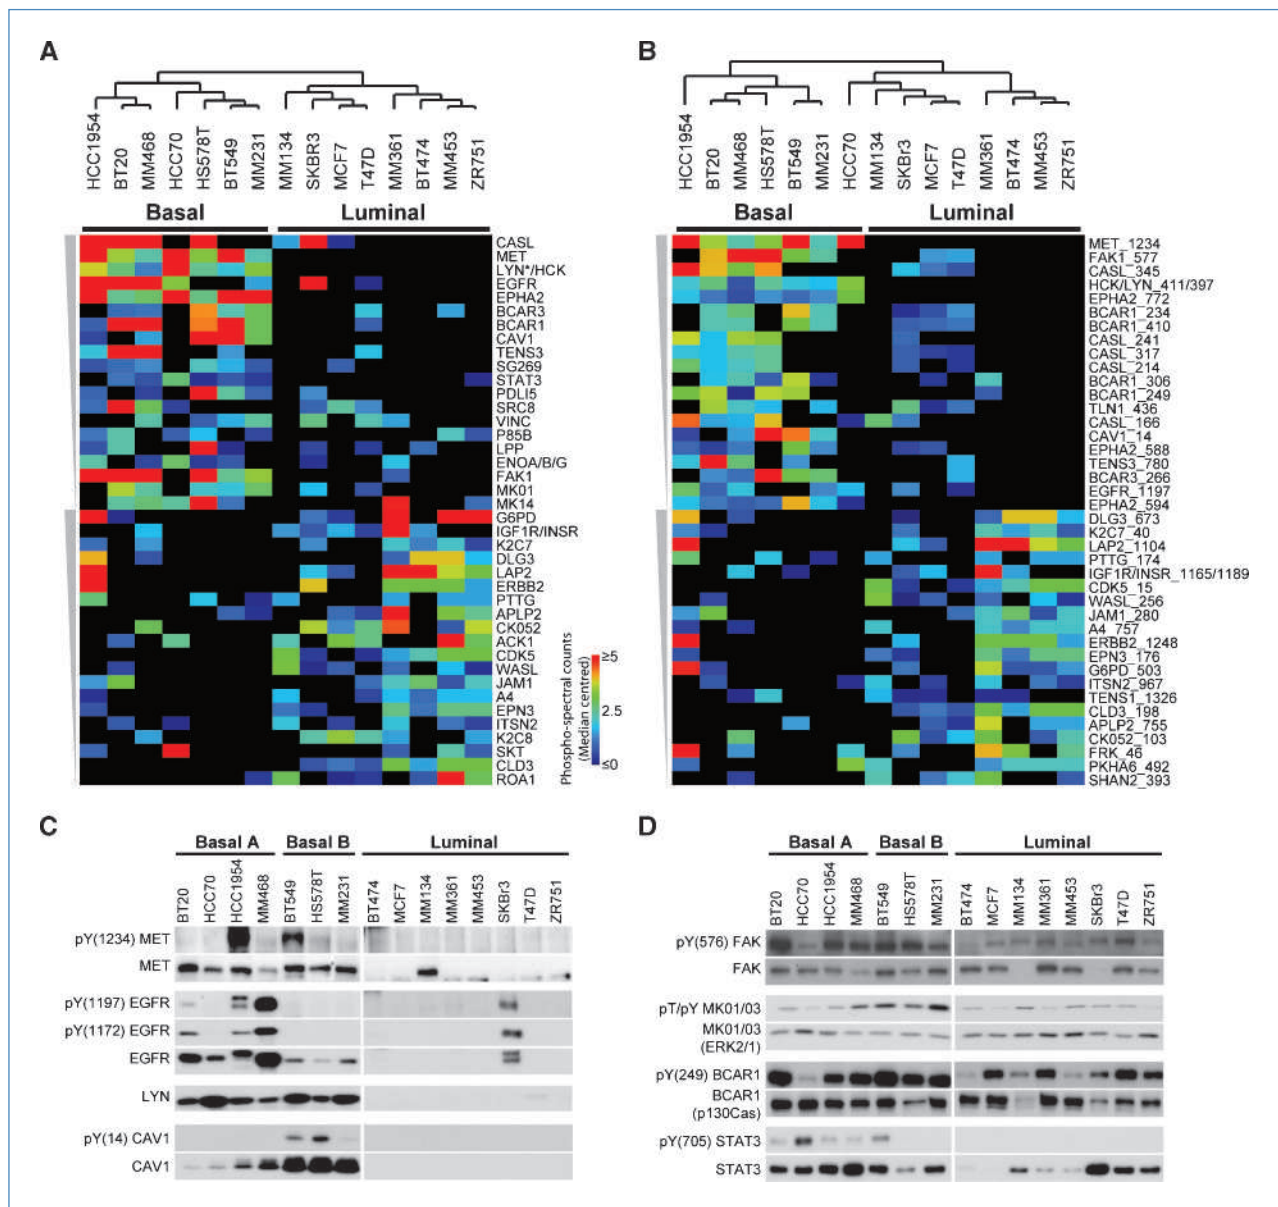 A
HCC1954
BT20
MM468
HCC70
HS578T
BT549
MM231
MM134
SKBR3
MCF7
T47D
MM361
BT474
MM453
ZR751
Basal
Luminal
CASL
MET
LYN*/HCK
EGFR
EPHA2
BCAR3
BCAR1
CAV1
TENS3
SG269
STAT3
PDLI5
SRC8
VINC
P85B
LPP
ENOA/B/G
FAK1
MK01
MK14
G6PD
IGF1R/INSR
K2C7
DLG3
LAP2
ERBB2
PTTG
APLP2
CK052
ACK1
CDK5
WASL
JAM1
A4
EPN3
ITSN2
K2C8
SKT
CLD3
ROA1
Phospho-spectral counts
(Median centred)
≥5
2.5
≤0
B
HCC1954
BT20
MM468
HS578T
BT549
MM231
HCC70
MM134
SKBr3
MCF7
T47D
MM361
BT474
MM453
ZR751
Basal
Luminal
MET_1234
FAK1_577
CASL_345
HCK/LYN_411/397
EPHA2_772
BCAR1_234
BCAR1_410
CASL_241
CASL_317
CASL_214
BCAR1_306
BCAR1_249
TLN1_436
CASL_166
CAV1_14
EPHA2_588
TENS3_780
BCAR3_266
EGFR_1197
EPHA2_594
DLG3_673
K2C7_40
LAP2_1104
PTTG_174
IGF1R/INSR_1165/1189
CDK5_15
WASL_256
JAM1_280
A4_757
ERBB2_1248
EPN3_176
G6PD_503
ITSN2_967
TENS1_1326
CLD3_198
APLP2_755
CK052_103
FRK_46
PKHA6_492
SHAN2_393
C
Basal A
Basal B
Luminal
BT20
HCC70
HCC1954
MM468
BT549
HS578T
MM231
BT474
MCF7
MM134
MM361
MM453
SKBr3
T47D
ZR751
pY(1234) MET
MET
pY(1197) EGFR
pY(1172) EGFR
EGFR
LYN
pY(14) CAV1
CAV1
D
Basal A
Basal B
Luminal
BT20
HCC70
HCC1954
MM468
BT549
HS578T
MM231
BT474
MCF7
MM134
MM361
MM453
SKBr3
T47D
ZR751
pY(576) FAK
FAK
pT/pY MK01/03
MK01/03
(ERK2/1)
pY(249) BCAR1
BCAR1
(p130Cas)
pY(705) STAT3
STAT3